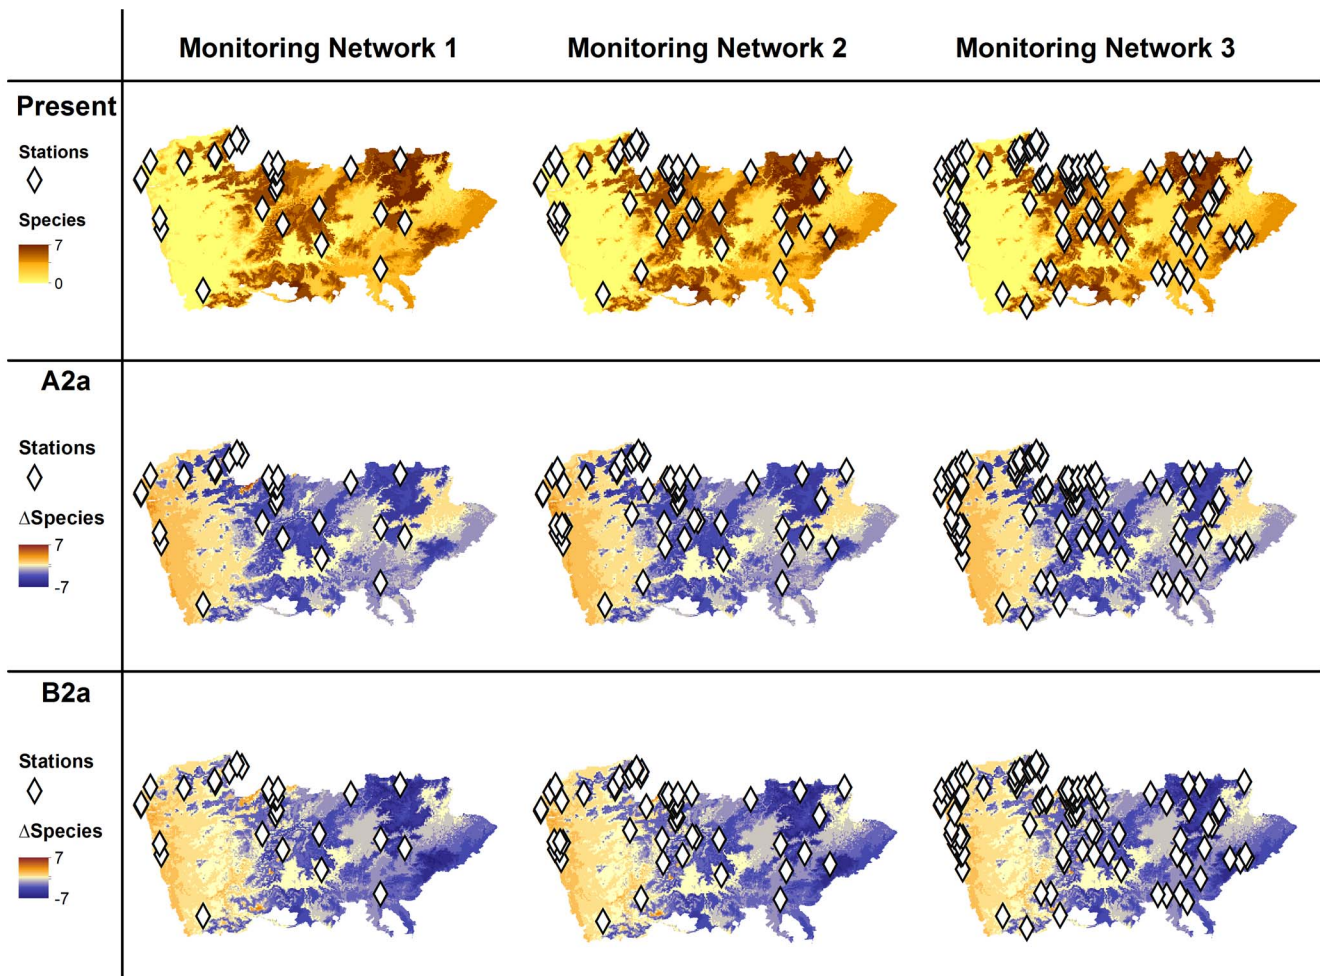 Monitoring Network 1
Monitoring Network 2
Monitoring Network 3
Present
Stations
Species
7
0
A2a
Stations
ΔSpecies
7
-7
B2a
Stations
ΔSpecies
7
-7